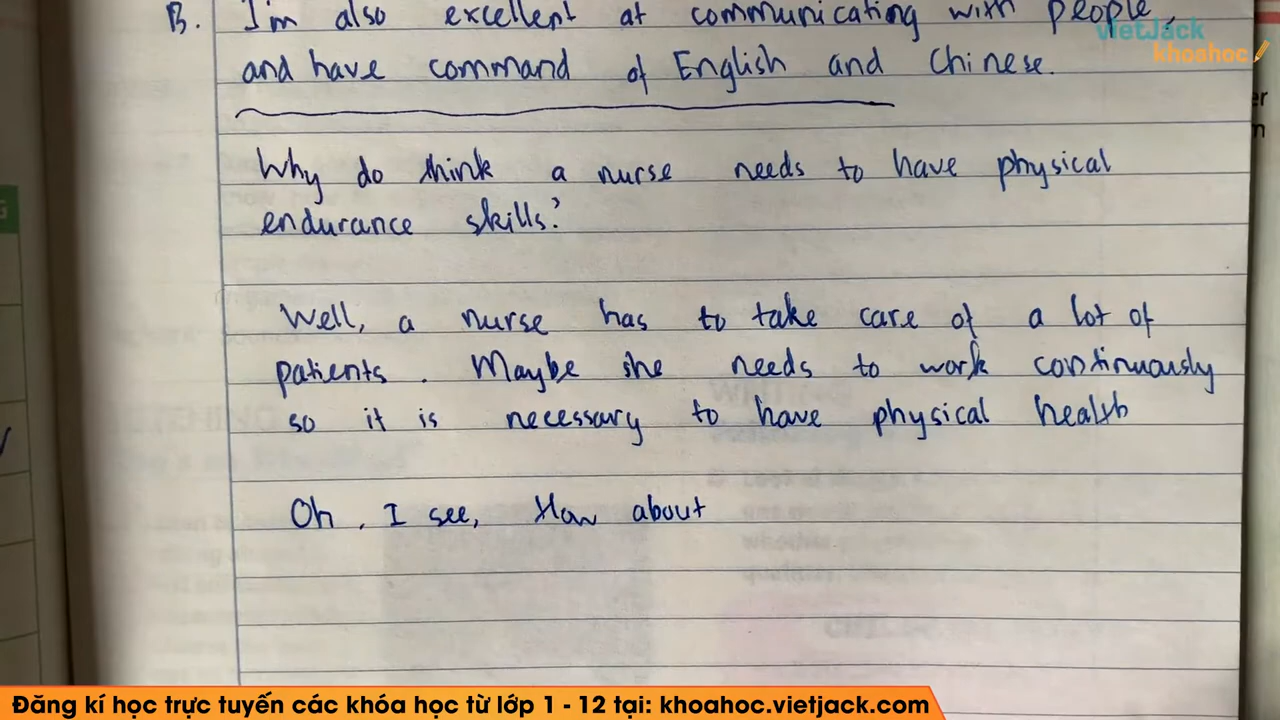 B. I'm also excellent at communicating with people,
and have command of English and Chinese.
Why do think a nurse needs to have physical
endurance skills?
Well, a nurse has to take care of a lot of
patients. Maybe she needs to work continuously
so it is necessary to have physical health
Oh, I see, How about
vietJack
khoahoc
er
m
G
Đăng kí học trực tuyến các khóa học từ lớp 1 - 12 tại: khoahoc.vietjack.com